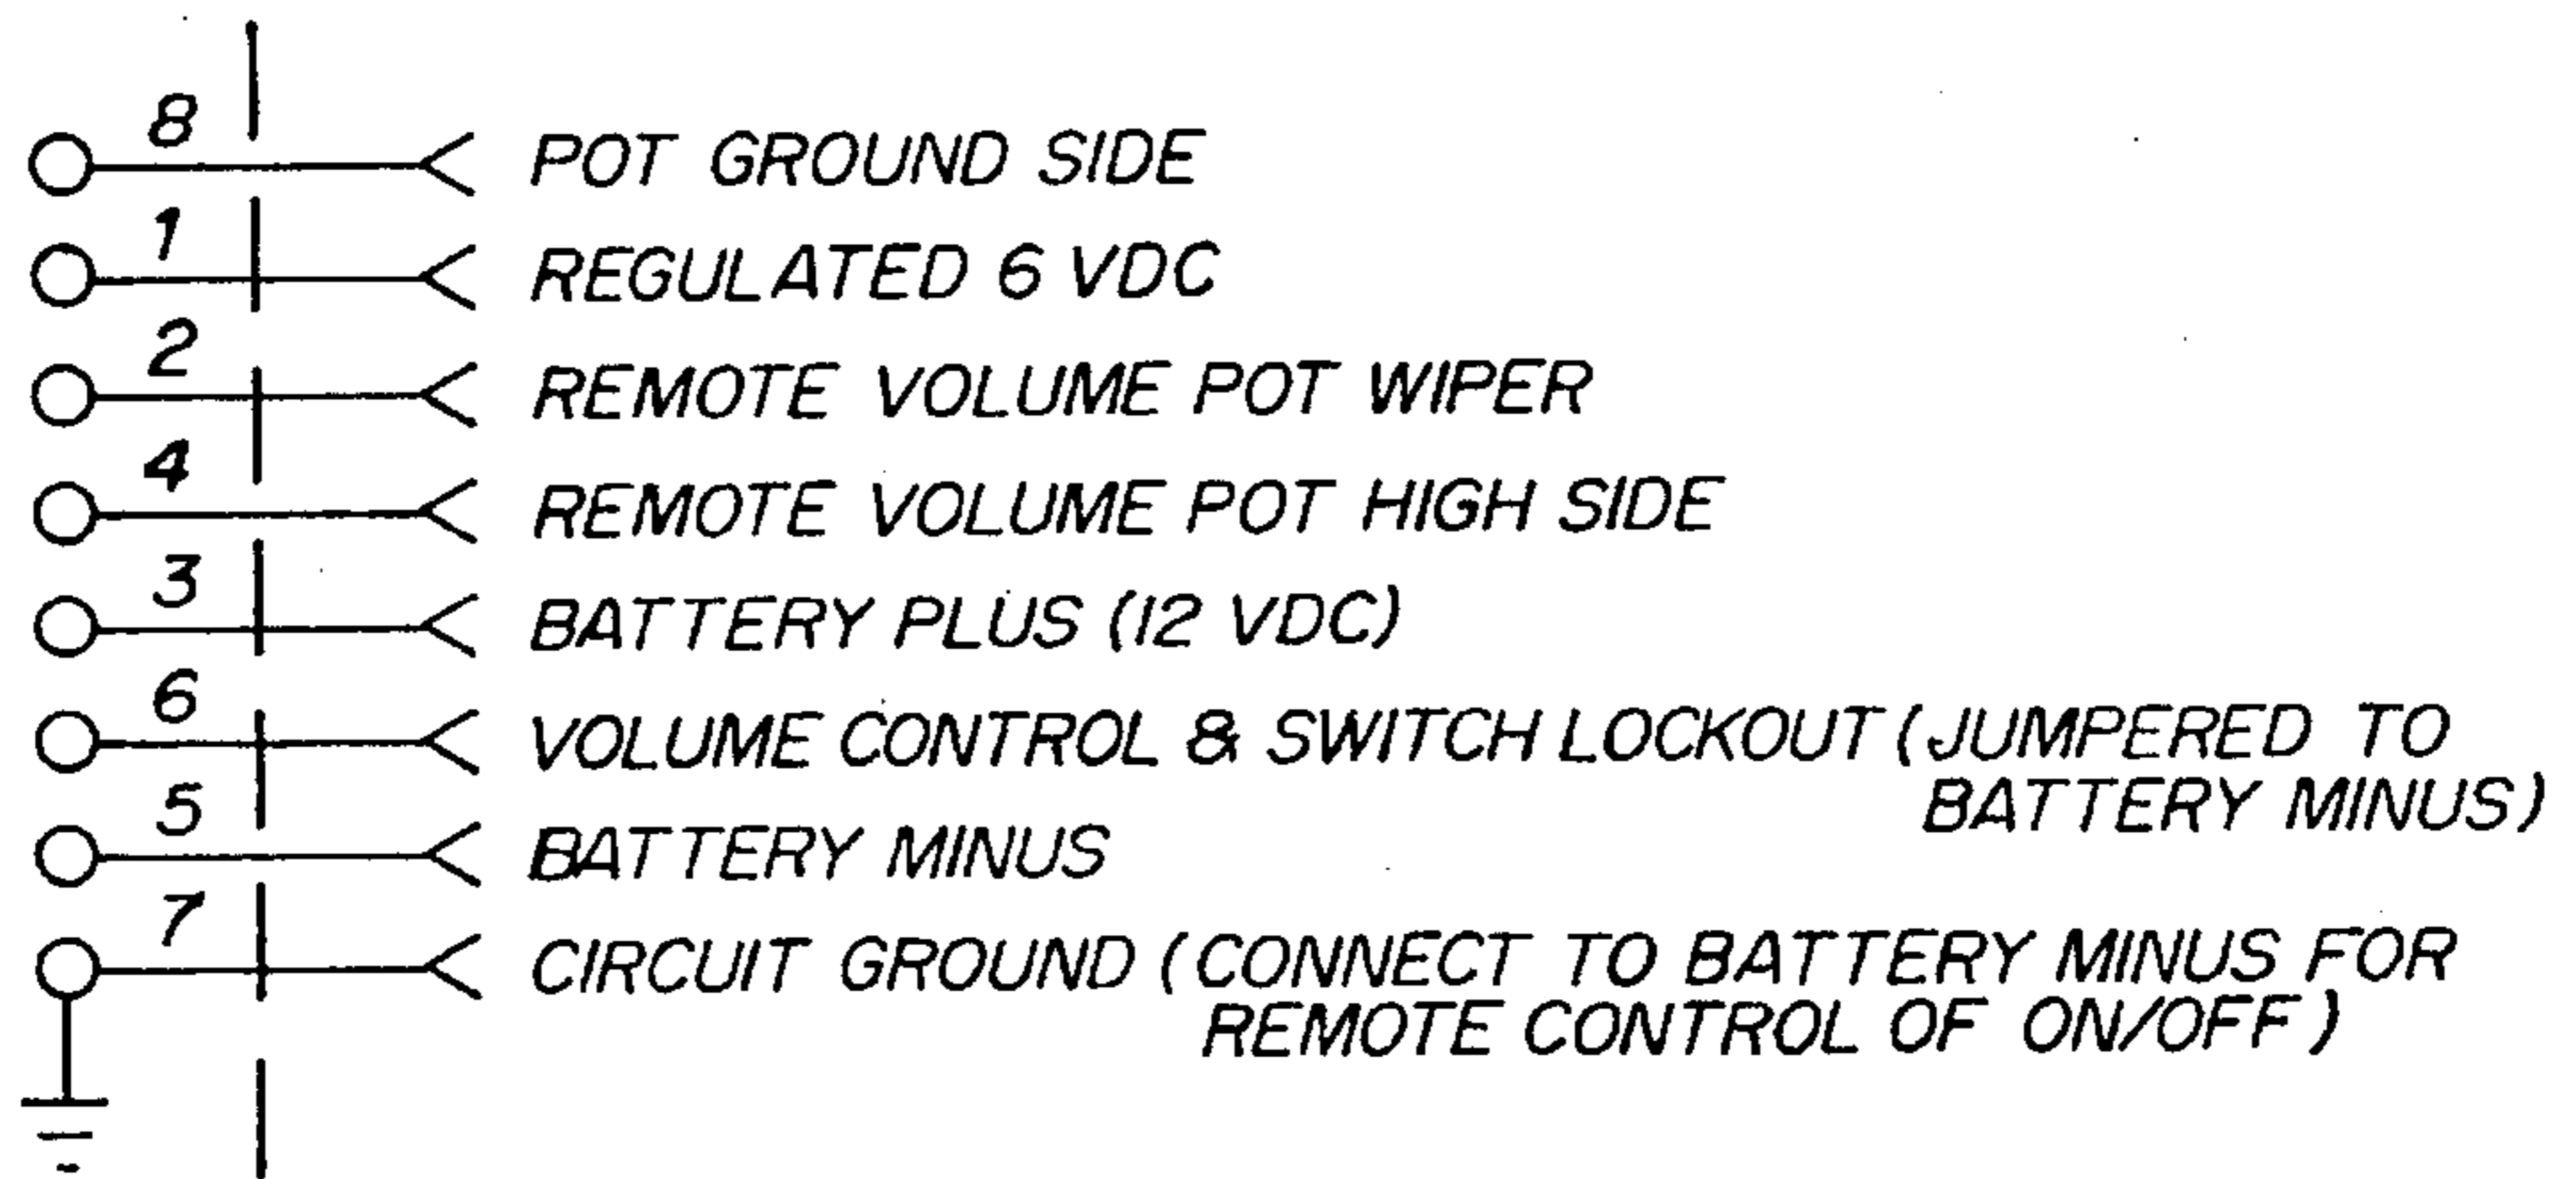 8 POT GROUND SIDE
1 REGULATED 6 VDC
2 REMOTE VOLUME POT WIPER
4 REMOTE VOLUME POT HIGH SIDE
3 BATTERY PLUS (12 VDC)
6 VOLUME CONTROL & SWITCH LOCKOUT (JUMPERED TO
BATTERY MINUS)
5 BATTERY MINUS
7 CIRCUIT GROUND (CONNECT TO BATTERY MINUS FOR
REMOTE CONTROL OF ON/OFF)